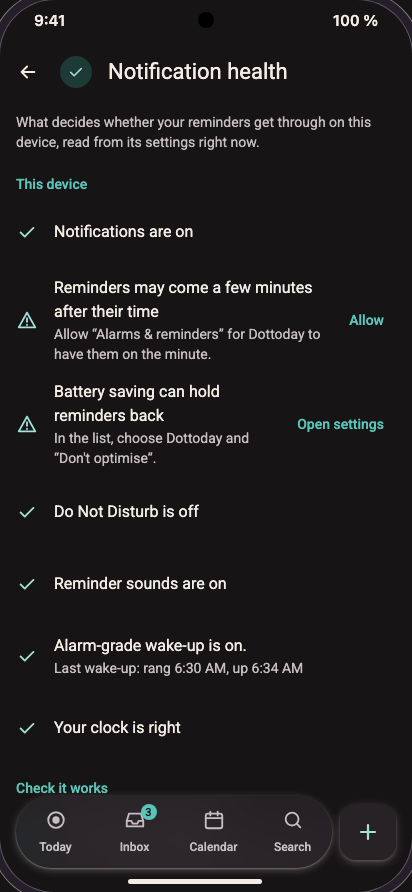 9:41
100 %
Notification health
What decides whether your reminders get through on this
device, read from its settings right now.
This device
Notifications are on
Reminders may come a few minutes
after their time
Allow “Alarms & reminders” for Dottoday to
have them on the minute.
Allow
Battery saving can hold
reminders back
In the list, choose Dottoday and
“Don't optimise”.
Open settings
Do Not Disturb is off
Reminder sounds are on
Alarm-grade wake-up is on.
Last wake-up: rang 6:30 AM, up 6:34 AM
Your clock is right
Check it works
3
Today
Inbox
Calendar
Search